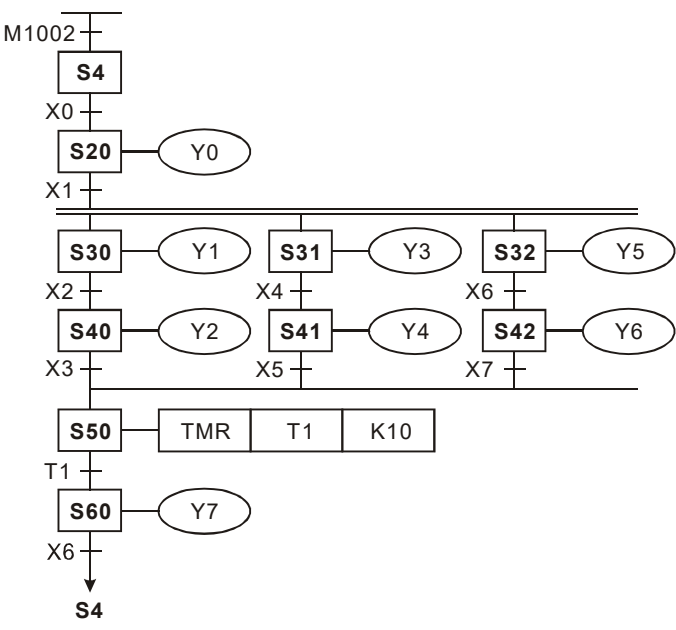 M1002
S4
X0
S20 Y0
X1
S30 Y1 S31 Y3 S32 Y5
X2 X4 X6
S40 Y2 S41 Y4 S42 Y6
X3 X5 X7
S50 TMR T1 K10
T1
S60 Y7
X6
S4